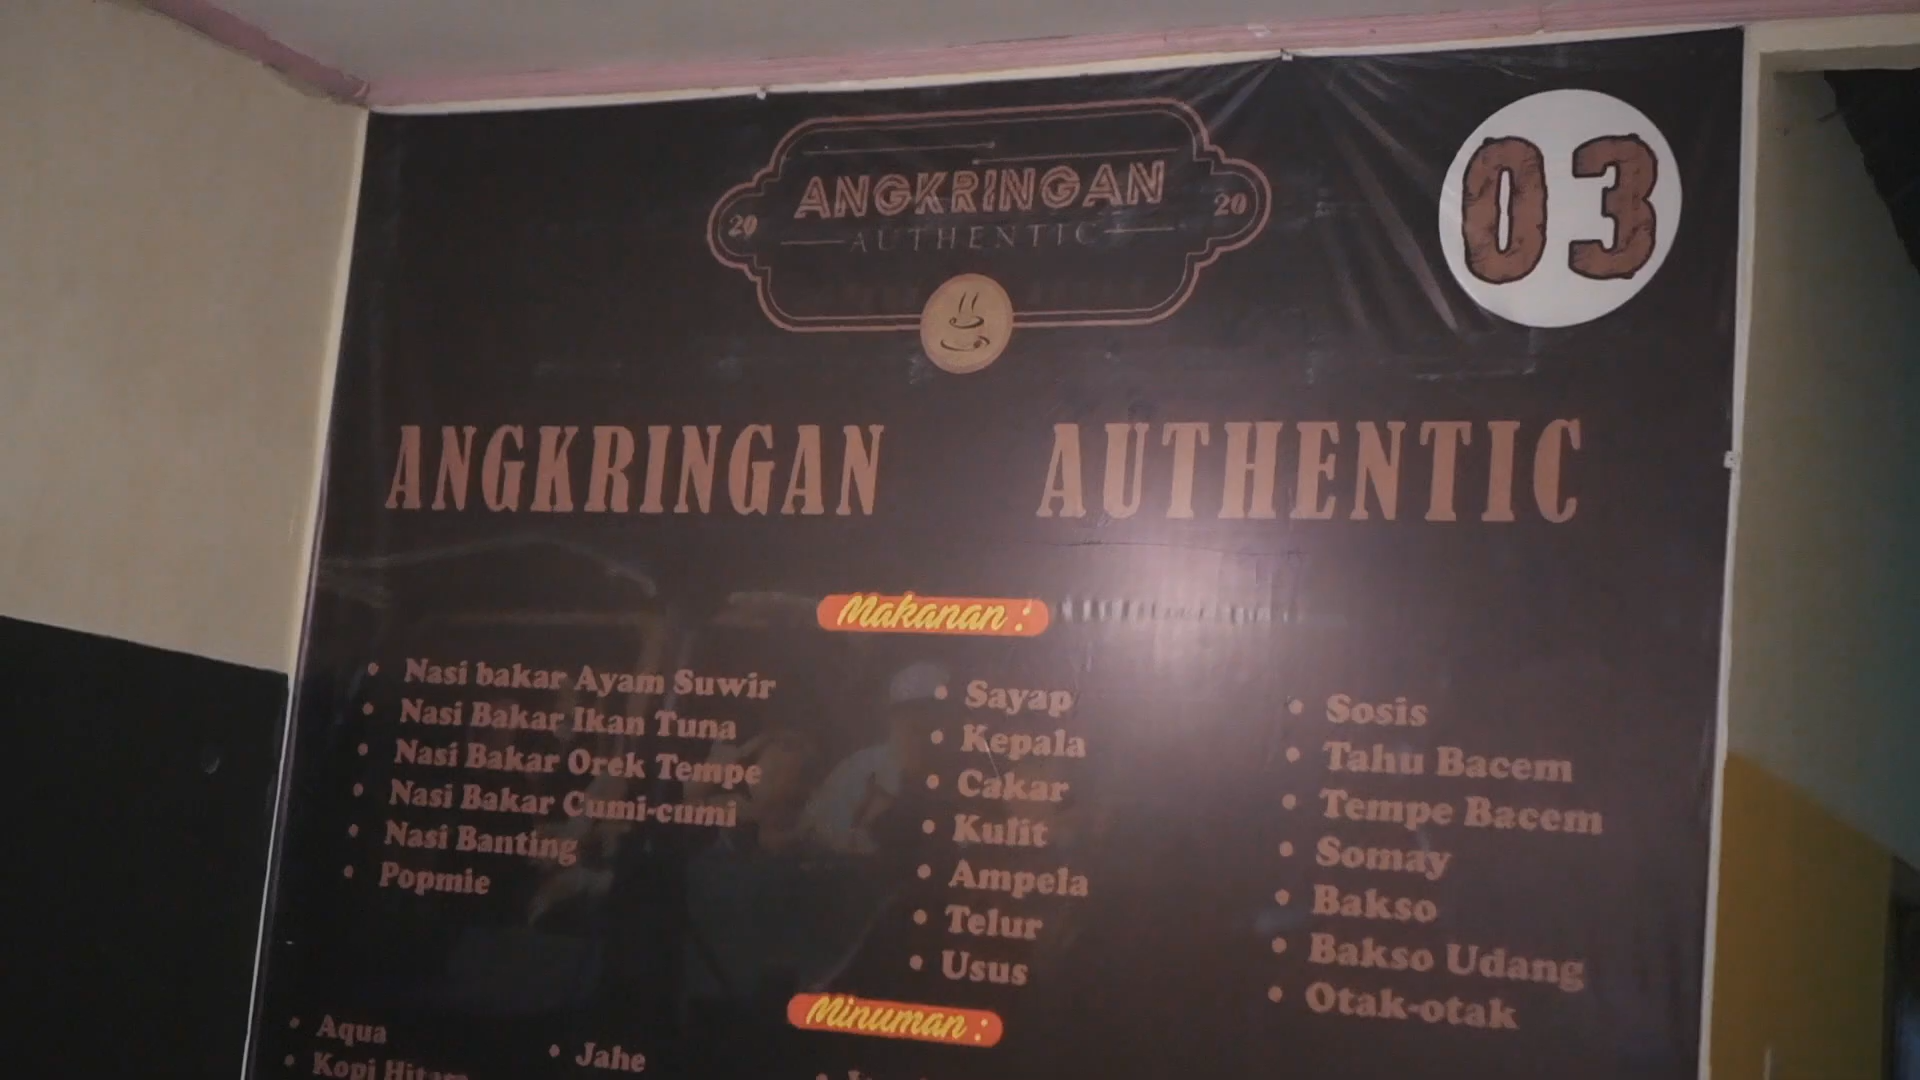 ANGKRINGAN
20 20
AUTHENTIC
03
ANGKRINGAN AUTHENTIC
Makanan :
• Nasi bakar Ayam Suwir
• Nasi Bakar Ikan Tuna
• Nasi Bakar Orek Tempe
• Nasi Bakar Cumi-cumi
• Nasi Banting
• Popmie
• Sayap
• Kepala
• Cakar
• Kulit
• Ampela
• Telur
• Usus
• Sosis
• Tahu Bacem
• Tempe Bacem
• Somay
• Bakso
• Bakso Udang
• Otak-otak
Minuman :
• Aqua
• Kopi Hitam
• Jahe